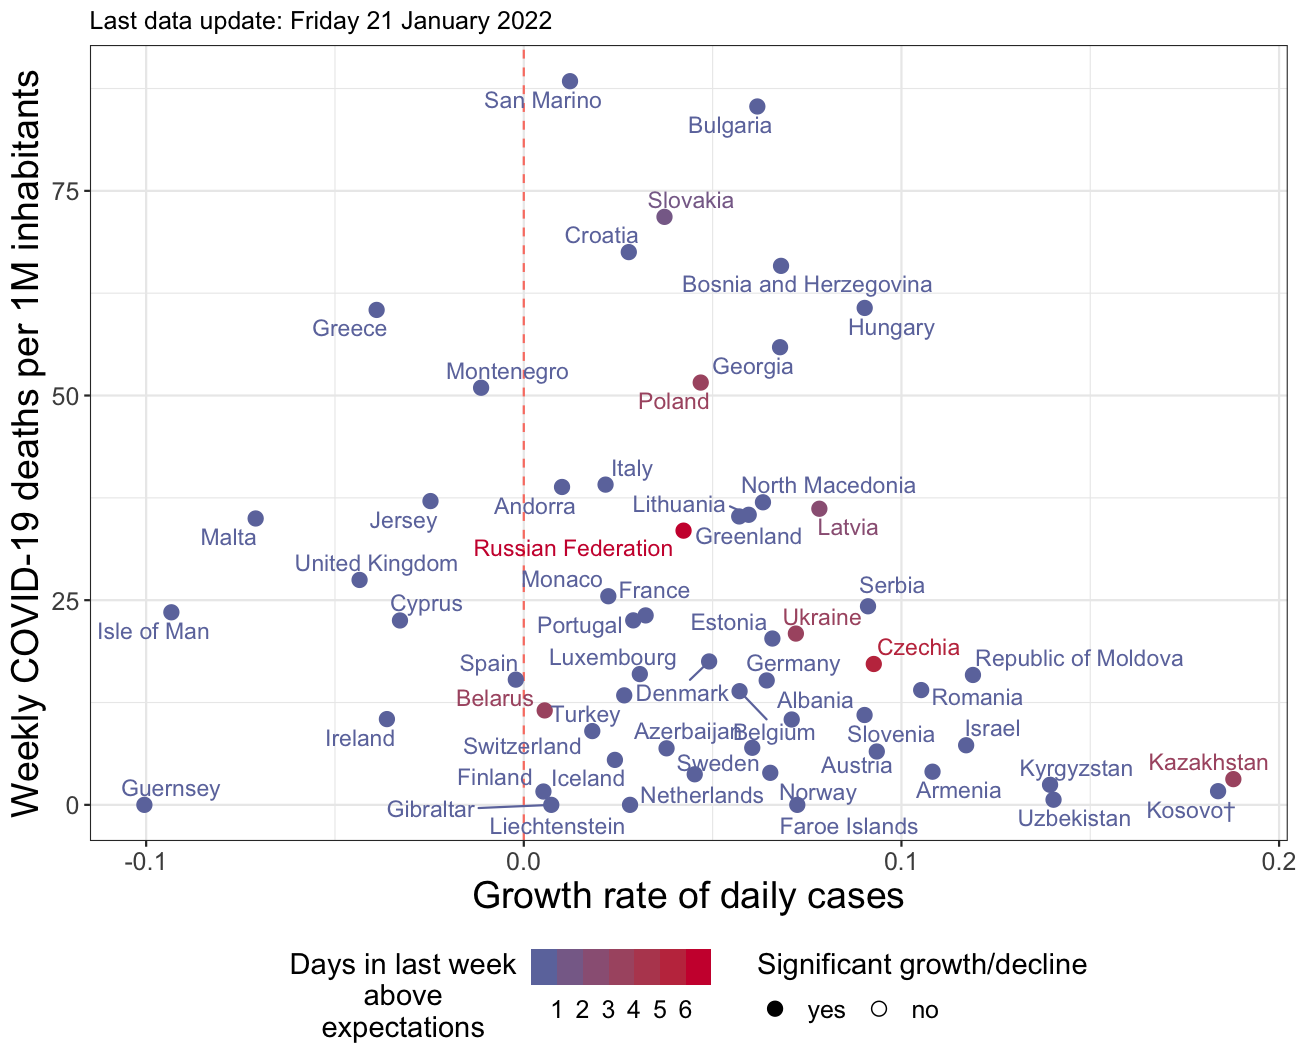 Last data update: Friday 21 January 2022
Weekly COVID-19 deaths per 1M inhabitants
75
50
25
0
San Marino
Bulgaria
Slovakia
Croatia
Bosnia and Herzegovina
Greece
Hungary
Georgia
Montenegro
Poland
Italy
North Macedonia
Andorra
Lithuania
Jersey
Latvia
Malta
Greenland
Russian Federation
United Kingdom
Monaco
France
Serbia
Cyprus
Isle of Man
Portugal
Estonia
Ukraine
Czechia
Spain
Luxembourg
Germany
Republic of Moldova
Belarus
Denmark
Albania
Romania
Turkey
Ireland
Azerbaijan
Belgium
Slovenia
Israel
Switzerland
Sweden
Austria
Kyrgyzstan
Kazakhstan
Finland
Iceland
Guernsey
Netherlands
Norway
Armenia
Gibraltar
Kosovo†
Liechtenstein
Faroe Islands
Uzbekistan
-0.1
0.0
0.1
0.2
Growth rate of daily cases
Days in last week
above
expectations
1 2 3 4 5 6
Significant growth/decline
yes
no